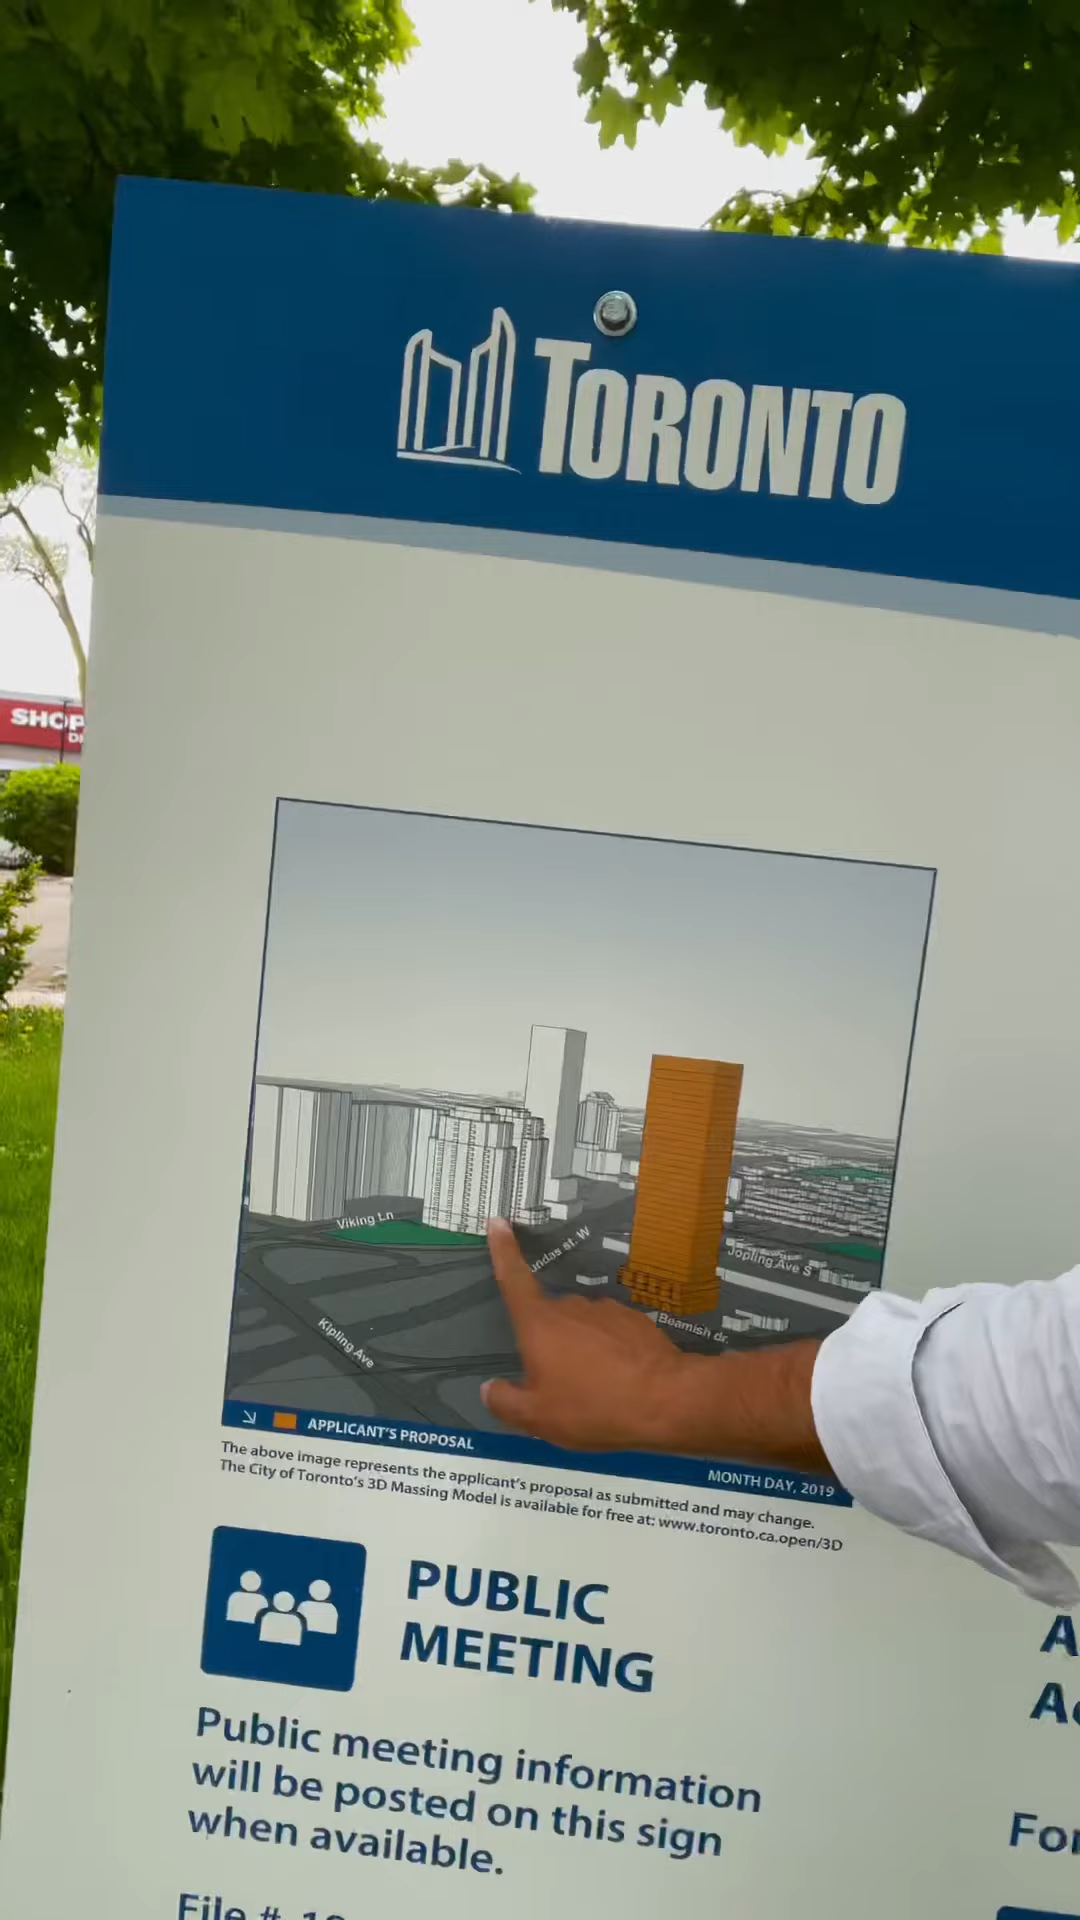 TORONTO
SHOP
Viking Ln
undas st. W
Jopling Ave S
Beamish dr.
Kipling Ave
APPLICANT'S PROPOSAL
MONTH DAY, 2019
The above image represents the applicant's proposal as submitted and may change.
The City of Toronto's 3D Massing Model is available for free at: www.toronto.ca.open/3D
PUBLIC
MEETING
Public meeting information
will be posted on this sign
when available.
File #